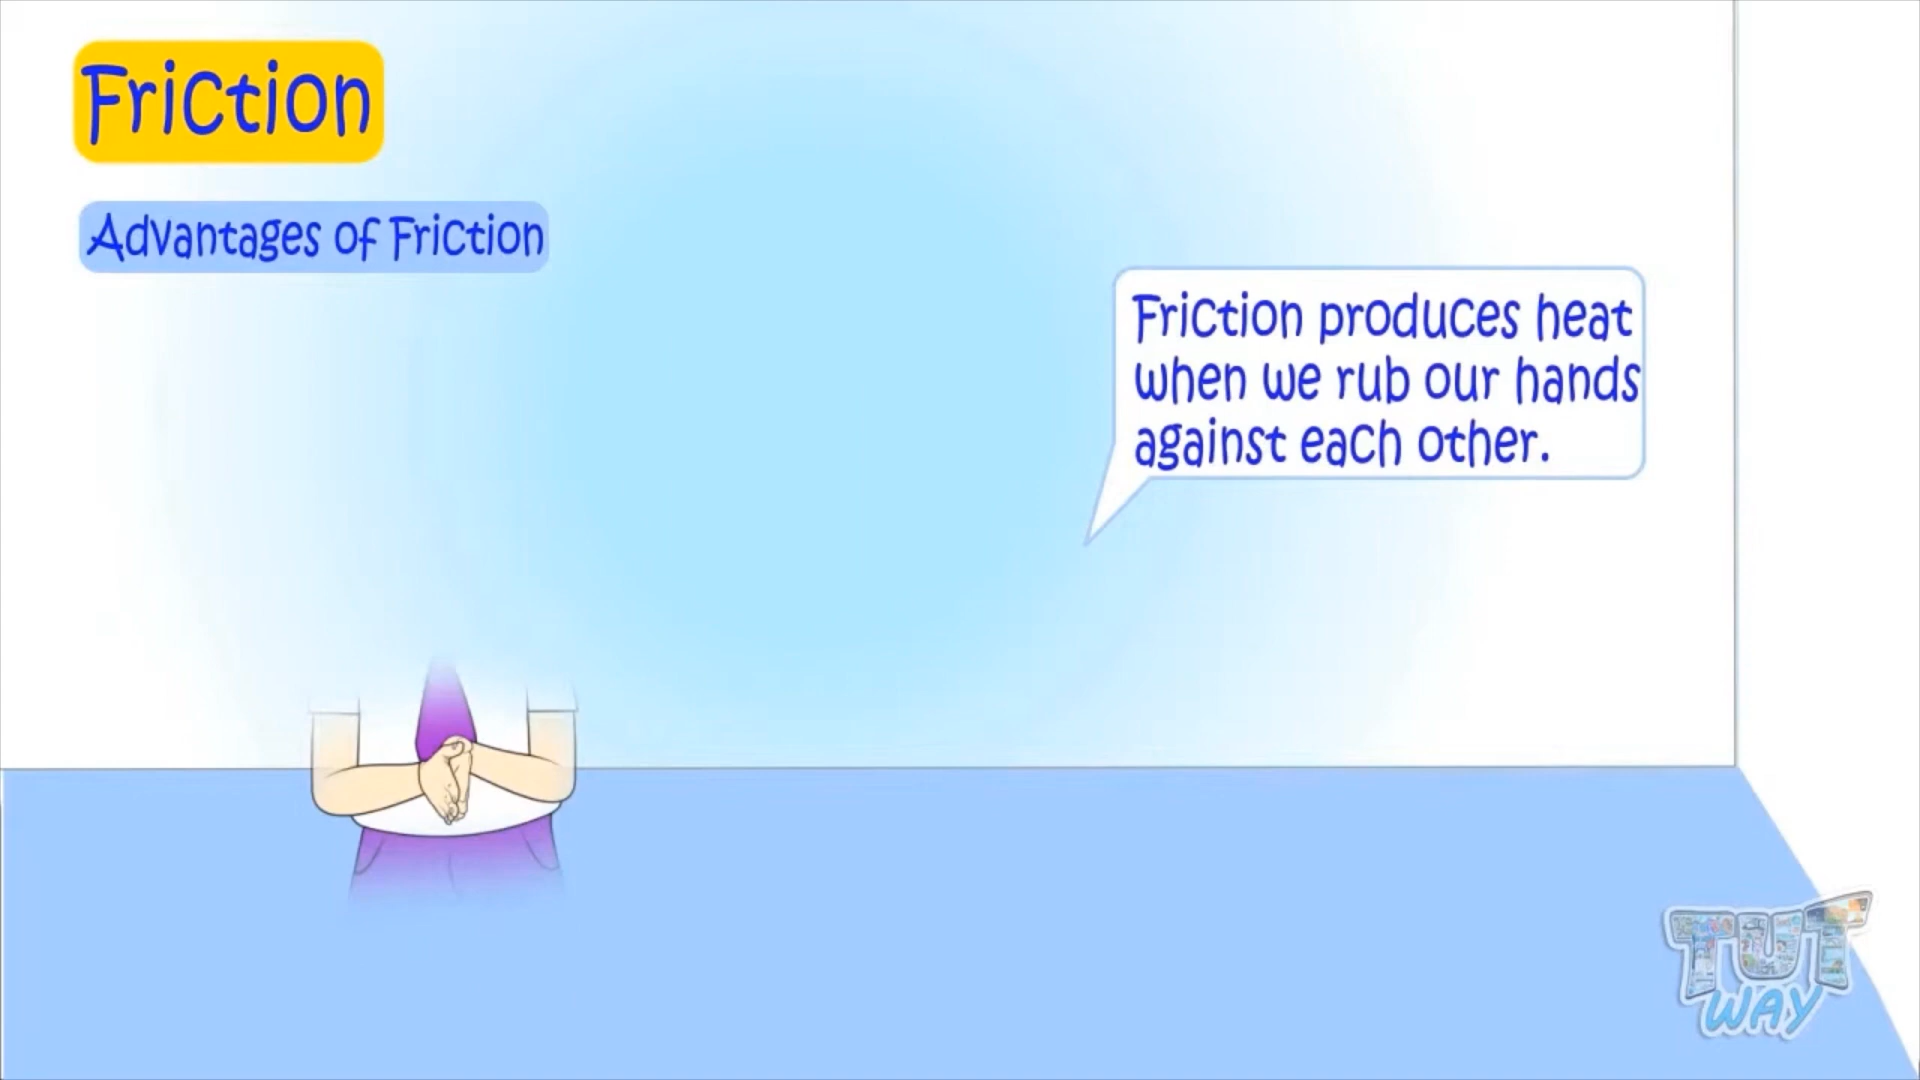 Friction
Advantages of Friction
Friction produces heat
when we rub our hands
against each other.
TUT
WAY